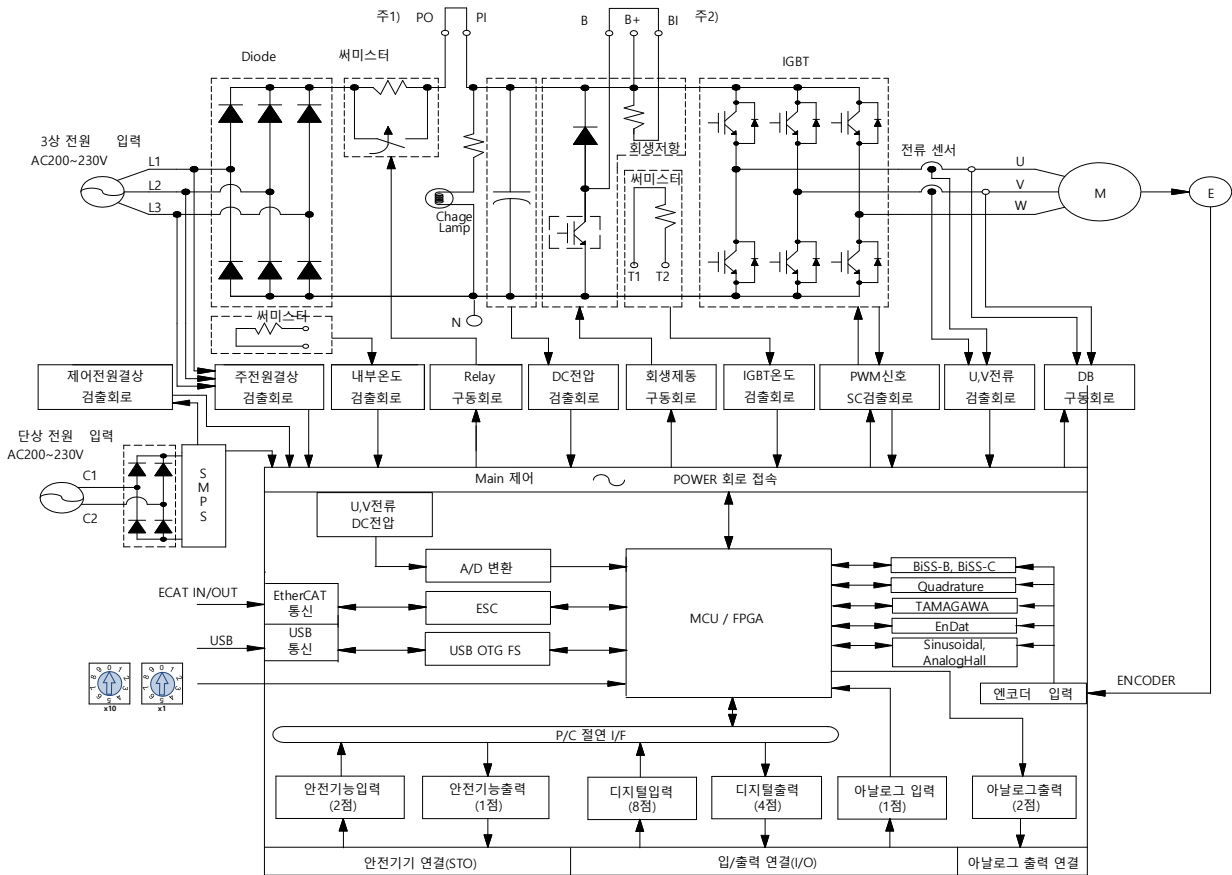 주1) PO PI
B B+ BI 주2)
Diode
써미스터
IGBT
3상 전원 입력
AC200~230V
L1
L2
L3
회생저항
써미스터
T1 T2
Chage
Lamp
N
전류 센서
U
V
W
M
E
써미스터
제어전원결상
검출회로
주전원결상
검출회로
내부온도
검출회로
Relay
구동회로
DC전압
검출회로
회생제동
구동회로
IGBT온도
검출회로
PWM신호
SC검출회로
U,V전류
검출회로
DB
구동회로
단상 전원 입력
AC200~230V
C1
C2
S
M
P
S
Main 제어 POWER 회로 접속
U,V전류
DC전압
A/D 변환
ECAT IN/OUT
EtherCAT
통신
ESC
USB
USB
통신
USB OTG FS
MCU / FPGA
BiSS-B, BiSS-C
Quadrature
TAMAGAWA
EnDat
Sinusoidal,
AnalogHall
엔코더 입력
ENCODER
x10
x1
P/C 절연 I/F
안전기능입력
(2점)
안전기능출력
(1점)
디지털입력
(8점)
디지털출력
(4점)
아날로그 입력
(1점)
아날로그출력
(2점)
안전기기 연결(STO)
입/출력 연결(I/O)
아날로그 출력 연결